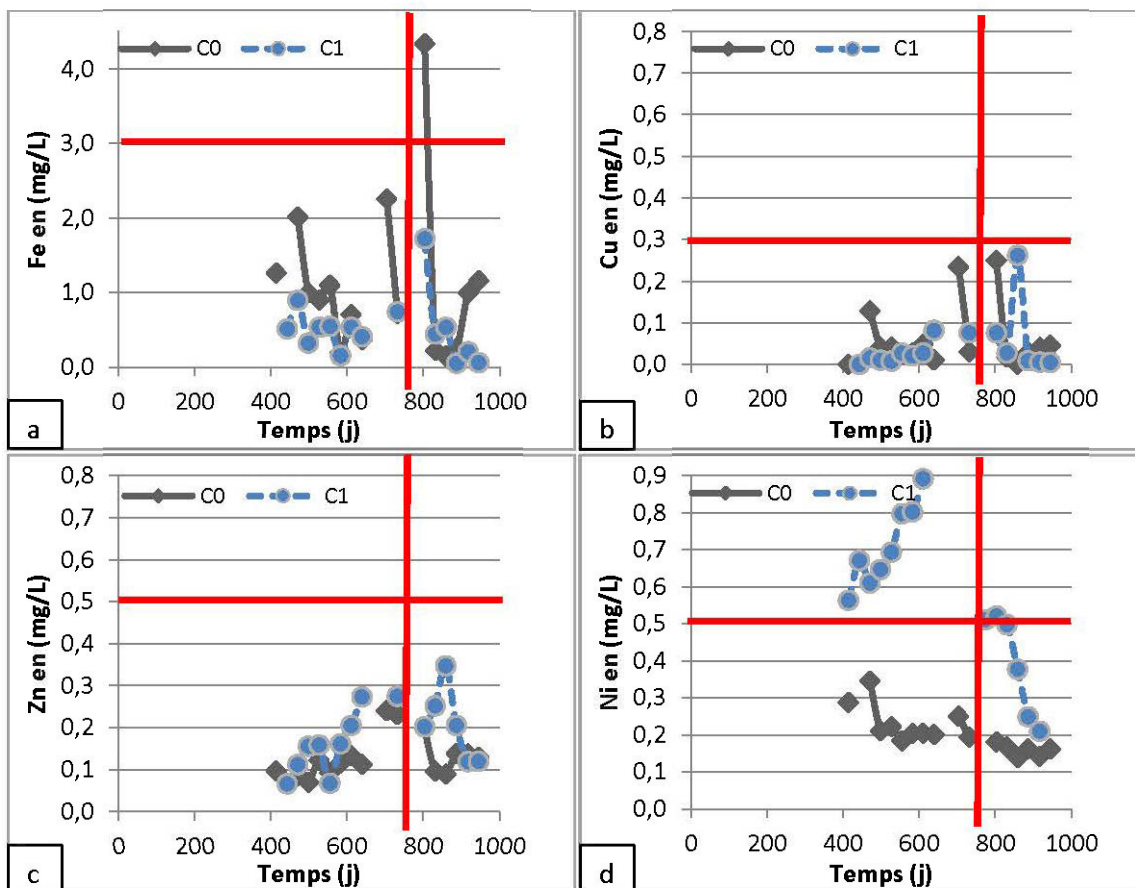 C0 C1
Fe en (mg/L)
4,0
3,0
2,0
1,0
0,0
0 200 400 600 800 1000
Temps (j)
a
C0 C1
Cu en (mg/L)
0,8
0,7
0,6
0,5
0,4
0,3
0,2
0,1
0,0
0 200 400 600 800 1000
Temps (j)
b
C0 C1
Zn en (mg/L)
0,8
0,7
0,6
0,5
0,4
0,3
0,2
0,1
0,0
0 200 400 600 800 1000
Temps (j)
c
C0 C1
Ni en (mg/L)
0,9
0,8
0,7
0,6
0,5
0,4
0,3
0,2
0,1
0,0
0 200 400 600 800 1000
Temps (j)
d